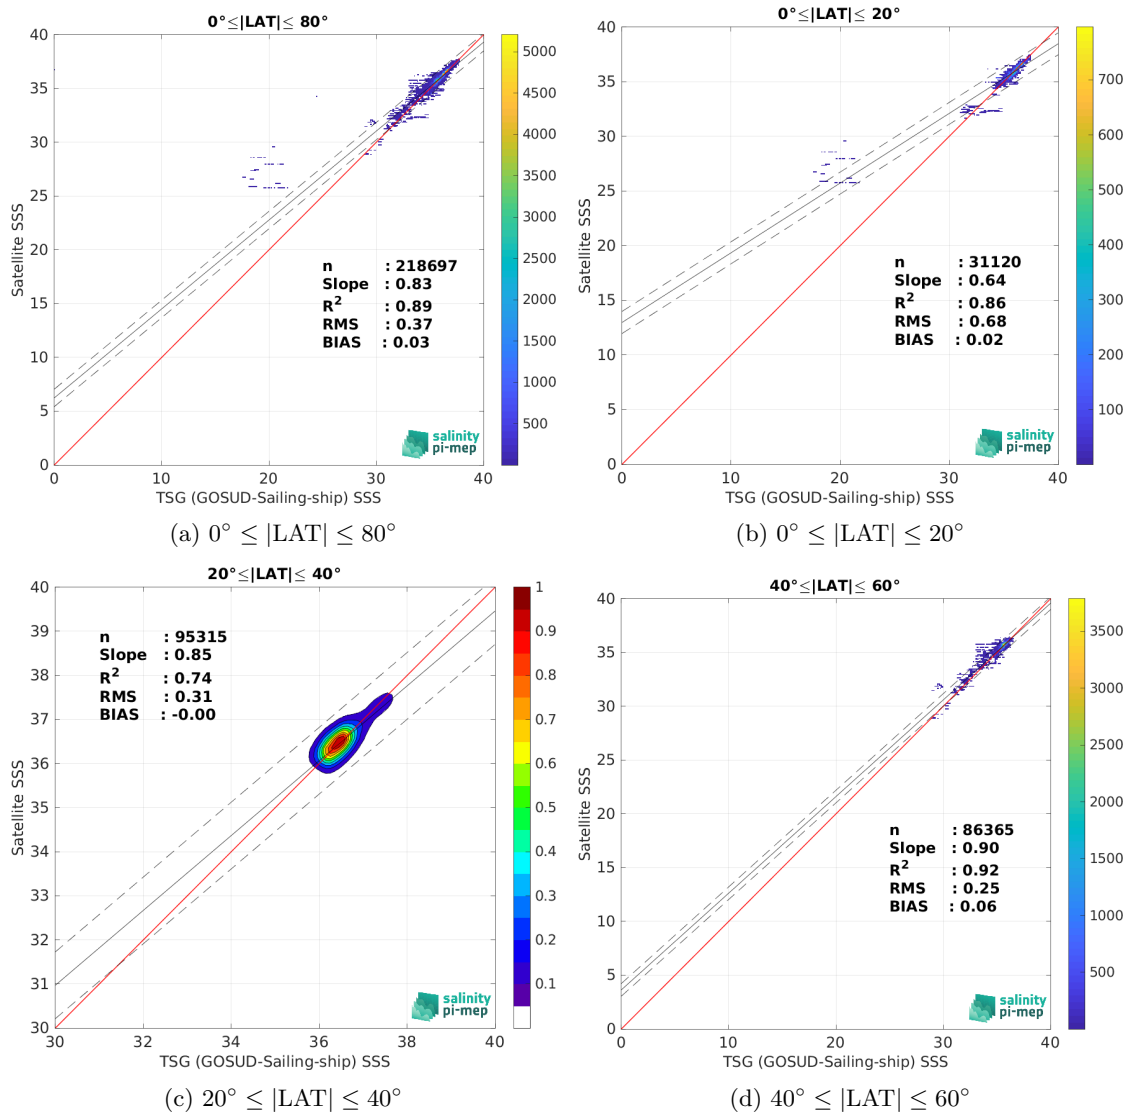 0°≤|LAT|≤ 80°
Satellite SSS
40
35
30
25
20
15
10
5
0
0 10 20 30 40
TSG (GOSUD-Sailing-ship) SSS
n : 218697
Slope : 0.83
R² : 0.89
RMS : 0.37
BIAS : 0.03
salinity
pi-mep
5000
4500
4000
3500
3000
2500
2000
1500
1000
500
(a) 0° ≤ |LAT| ≤ 80°
0°≤|LAT|≤ 20°
Satellite SSS
40
35
30
25
20
15
10
5
0
0 10 20 30 40
TSG (GOSUD-Sailing-ship) SSS
n : 31120
Slope : 0.64
R² : 0.86
RMS : 0.68
BIAS : 0.02
salinity
pi-mep
700
600
500
400
300
200
100
(b) 0° ≤ |LAT| ≤ 20°
20°≤|LAT|≤ 40°
Satellite SSS
40
39
38
37
36
35
34
33
32
31
30
30 32 34 36 38 40
TSG (GOSUD-Sailing-ship) SSS
n : 95315
Slope : 0.85
R² : 0.74
RMS : 0.31
BIAS : -0.00
salinity
pi-mep
1
0.9
0.8
0.7
0.6
0.5
0.4
0.3
0.2
0.1
(c) 20° ≤ |LAT| ≤ 40°
40°≤|LAT|≤ 60°
Satellite SSS
40
35
30
25
20
15
10
5
0
0 10 20 30 40
TSG (GOSUD-Sailing-ship) SSS
n : 86365
Slope : 0.90
R² : 0.92
RMS : 0.25
BIAS : 0.06
salinity
pi-mep
3500
3000
2500
2000
1500
1000
500
(d) 40° ≤ |LAT| ≤ 60°